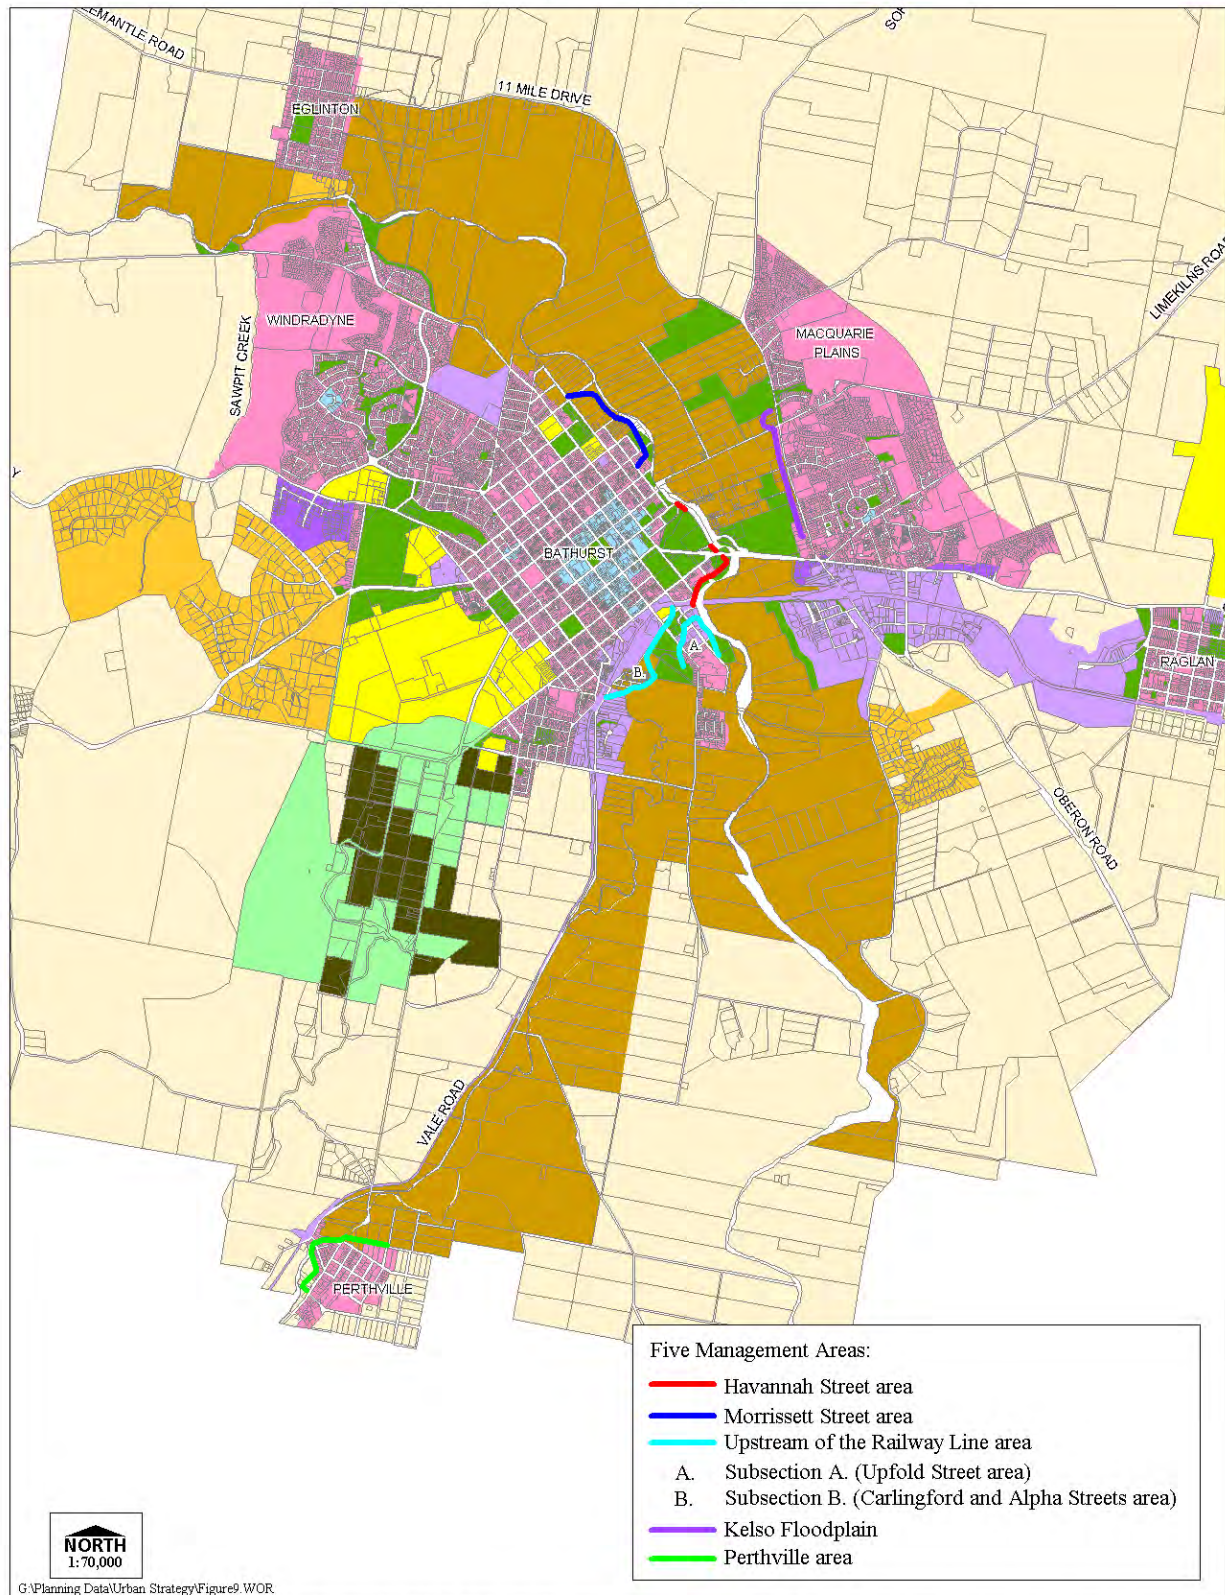 EMANTLE ROAD
SOF
11 MILE DRIVE
EGLINTON
LIMEKILNS ROAD
WINDRADYNE
MACQUARIE
PLAINS
SAWPIT CREEK
Y
BATHURST
A.
B.
RAGLAN
OBERON ROAD
VALE ROAD
PERTHVILLE
Five Management Areas:
Havannah Street area
Morrissett Street area
Upstream of the Railway Line area
A. Subsection A. (Upfold Street area)
B. Subsection B. (Carlingford and Alpha Streets area)
Kelso Floodplain
Perthville area
NORTH
1:70,000
G:\Planning Data\Urban Strategy\Figure9.WOR